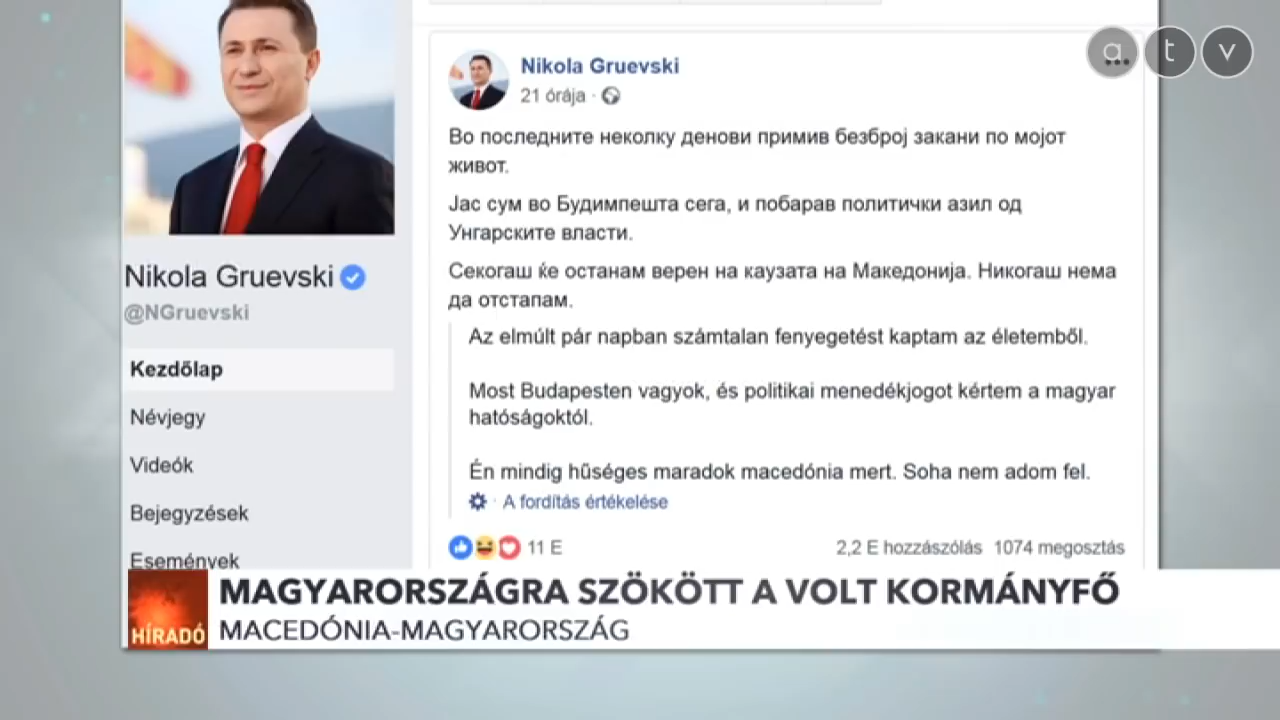 a t v
Nikola Gruevski
21 órája ·
Во последните неколку денови примив безброј закани по мојот
живот.
Јас сум во Будимпешта сега, и побарав политички азил од
Унгарските власти.
Секогаш ќе останам верен на каузата на Македонија. Никогаш нема
да отстапам.
Az elmúlt pár napban számtalan fenyegetést kaptam az életemből.
Most Budapesten vagyok, és politikai menedékjogot kértem a magyar
hatóságoktól.
Én mindig hűséges maradok macedónia mert. Soha nem adom fel.
· A fordítás értékelése
11 E
2,2 E hozzászólás 1074 megosztás
Nikola Gruevski
@NGruevski
Kezdőlap
Névjegy
Videók
Bejegyzések
Események
HÍRADÓ
MAGYARORSZÁGRA SZÖKÖTT A VOLT KORMÁNYFŐ
MACEDÓNIA-MAGYARORSZÁG